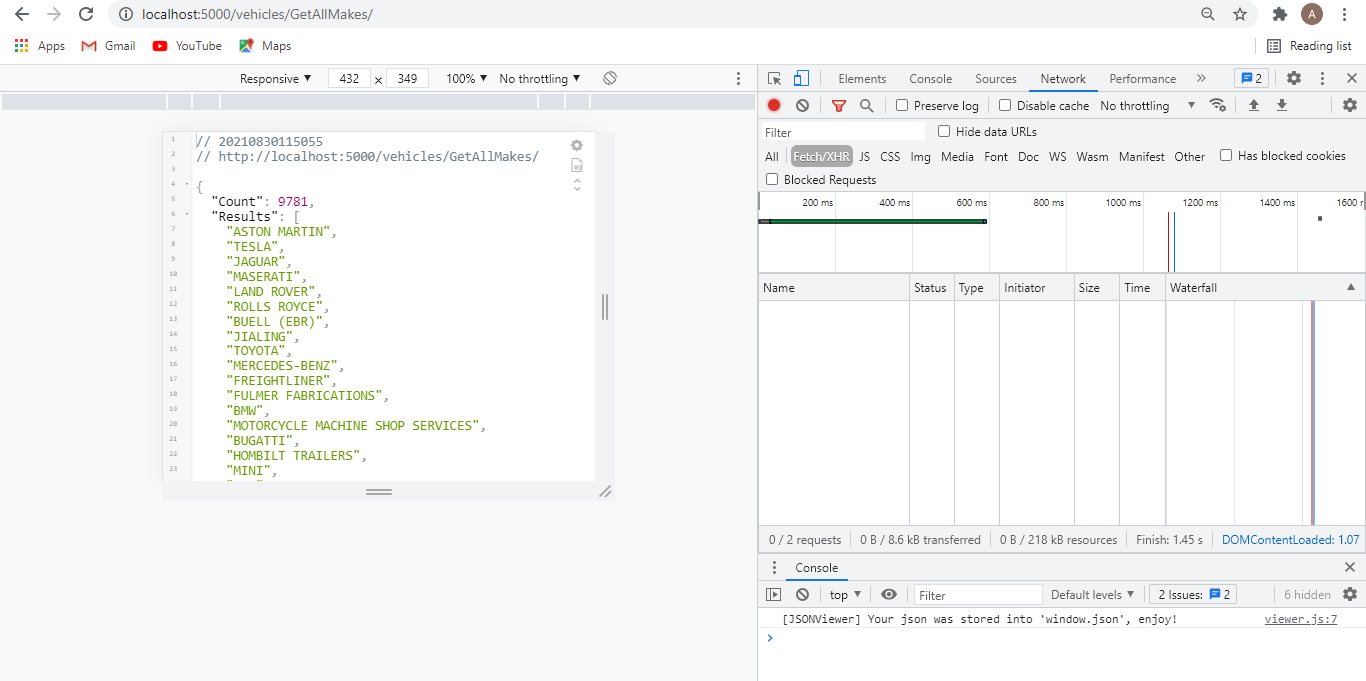 localhost:5000/vehicles/GetAllMakes/
A
Apps Gmail YouTube Maps Reading list
Responsive ▼ 432 x 349 100% ▼ No throttling ▼
1 // 20210830115055
2 // http://localhost:5000/vehicles/GetAllMakes/
3
4 {
5 "Count": 9781,
6 "Results": [
7 "ASTON MARTIN",
8 "TESLA",
9 "JAGUAR",
10 "MASERATI",
11 "LAND ROVER",
12 "ROLLS ROYCE",
13 "BUELL (EBR)",
14 "JIALING",
15 "TOYOTA",
16 "MERCEDES-BENZ",
17 "FREIGHTLINER",
18 "FULMER FABRICATIONS",
19 "BMW",
20 "MOTORCYCLE MACHINE SHOP SERVICES",
21 "BUGATTI",
22 "HOMBILT TRAILERS",
23 "MINI",
Elements Console Sources Network Performance » 2
Preserve log Disable cache No throttling ▼
Filter Hide data URLs
All Fetch/XHR JS CSS Img Media Font Doc WS Wasm Manifest Other Has blocked cookies
Blocked Requests
200 ms 400 ms 600 ms 800 ms 1000 ms 1200 ms 1400 ms 1600 r
Name Status Type Initiator Size Time Waterfall ▲
0 / 2 requests 0 B / 8.6 kB transferred 0 B / 218 kB resources Finish: 1.45 s DOMContentLoaded: 1.07
Console
top ▼ Filter Default levels ▼ 2 Issues: 2 6 hidden
[JSONViewer] Your json was stored into 'window.json', enjoy! viewer.js:7